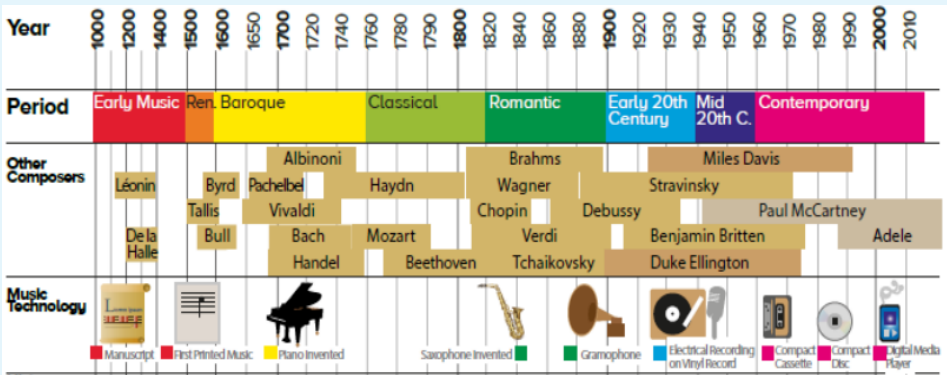 Year
1000 1200 1400 1500 1600 1650 1700 1720 1740 1760 1780 1790 1800 1820 1840 1860 1880 1900 1920 1930 1940 1950 1960 1970 1980 1990 2000 2010
Period
Early Music Ren. Baroque Classical Romantic Early 20th Century Mid 20th C. Contemporary
Other
Composers
Albinoni Brahms Miles Davis
Léonin Byrd Pachelbel Haydn Wagner Stravinsky
Tallis Vivaldi Chopin Debussy Paul McCartney
De la Halle Bull Bach Mozart Verdi Benjamin Britten Adele
Handel Beethoven Tchaikovsky Duke Ellington
Music
Technology
Manuscript
First Printed Music
Piano Invented
Saxophone Invented
Gramophone
Electrical Recording
on Vinyl Record
Compact
Cassette
Compact
Disc
Digital Media
Player